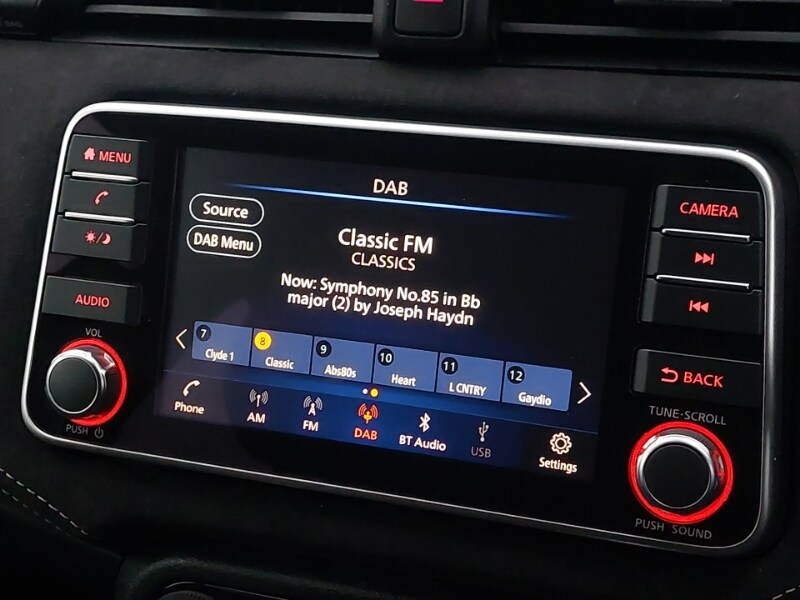 MENU
AUDIO
VOL
PUSH
DAB
Source
DAB Menu
Classic FM
CLASSICS
Now: Symphony No.85 in Bb
major (2) by Joseph Haydn
7 Clyde 1
8 Classic
9 Abs80s
10 Heart
11 L CNTRY
12 Gaydio
Phone
AM
FM
DAB
BT Audio
USB
Settings
CAMERA
BACK
TUNE·SCROLL
PUSH SOUND